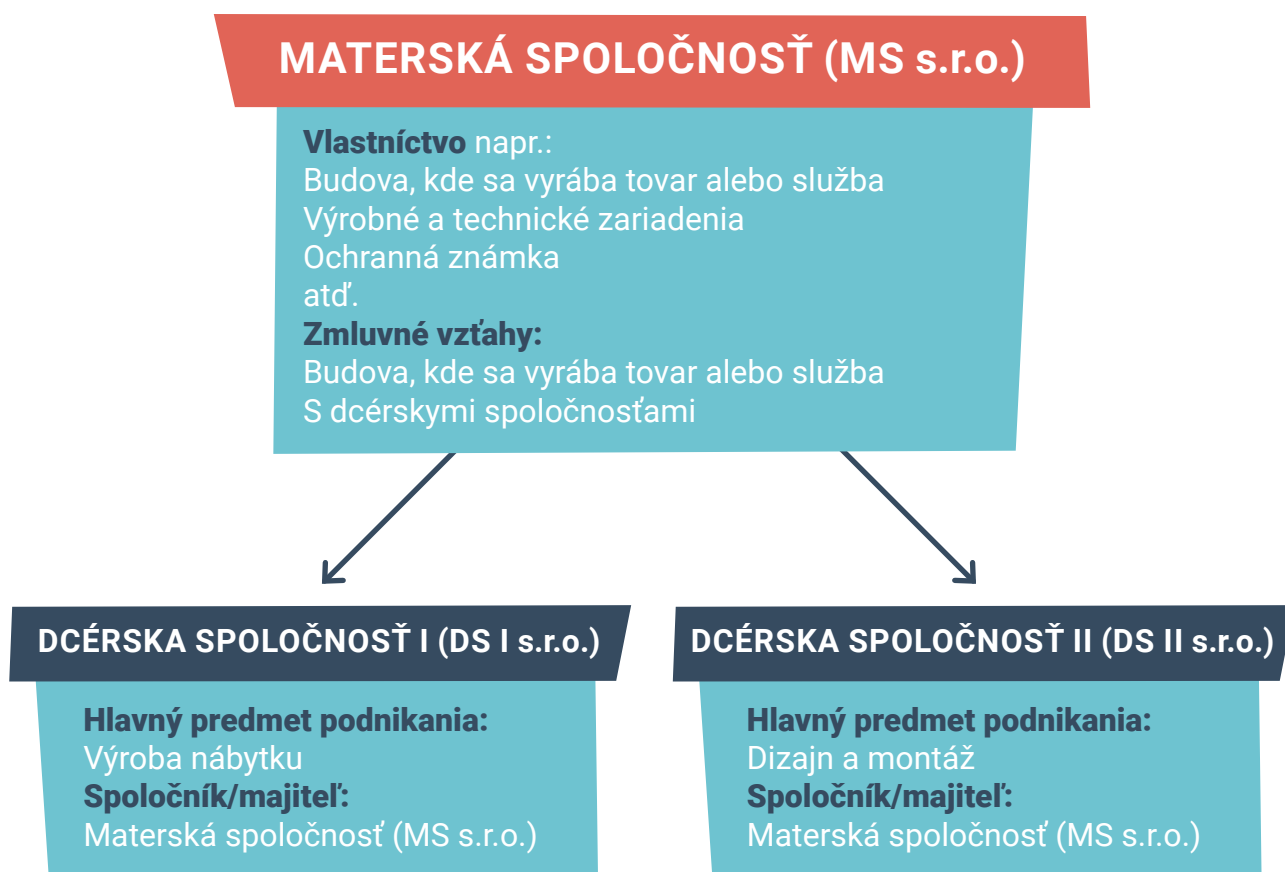 MATERSKÁ SPOLOČNOSŤ (MS s.r.o.)
Vlastníctvo napr.:
Budova, kde sa vyrába tovar alebo služba
Výrobné a technické zariadenia
Ochranná známka
atď.
Zmluvné vzťahy:
Budova, kde sa vyrába tovar alebo služba
S dcérskymi spoločnosťami
DCÉRSKA SPOLOČNOSŤ I (DS I s.r.o.)
Hlavný predmet podnikania:
Výroba nábytku
Spoločník/majiteľ:
Materská spoločnosť (MS s.r.o.)
DCÉRSKA SPOLOČNOSŤ II (DS II s.r.o.)
Hlavný predmet podnikania:
Dizajn a montáž
Spoločník/majiteľ:
Materská spoločnosť (MS s.r.o.)